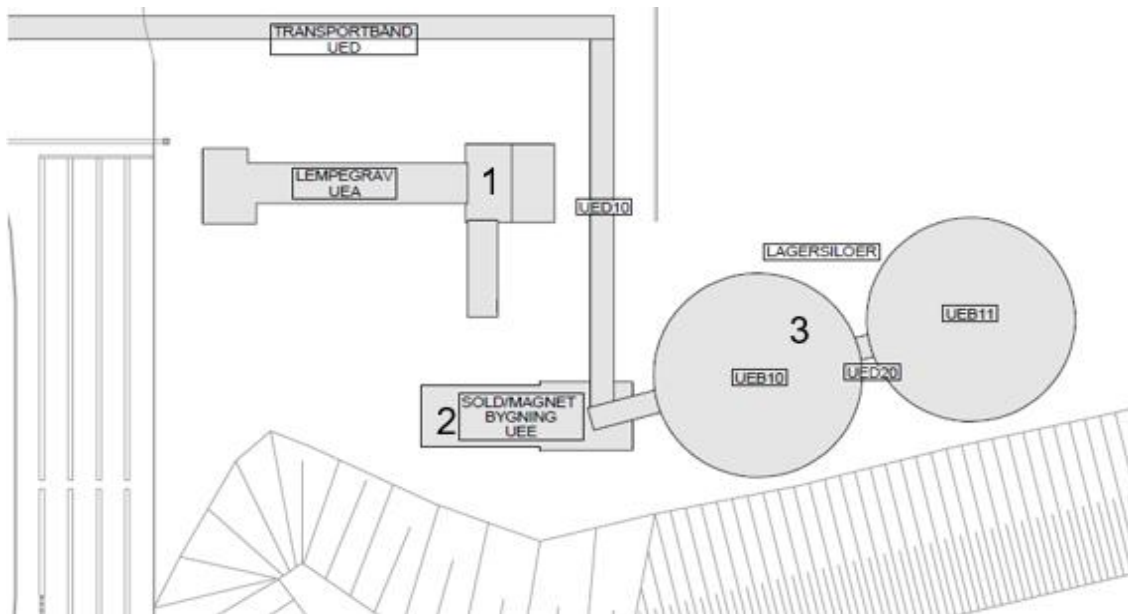 TRANSPORTBÅND
UED
LEMPEGRAV
UEA
1
UED10
LAGERSILOER
UEB11
3
UEB10
UED20
2
SOLD/MAGNET
BYGNING
UEE